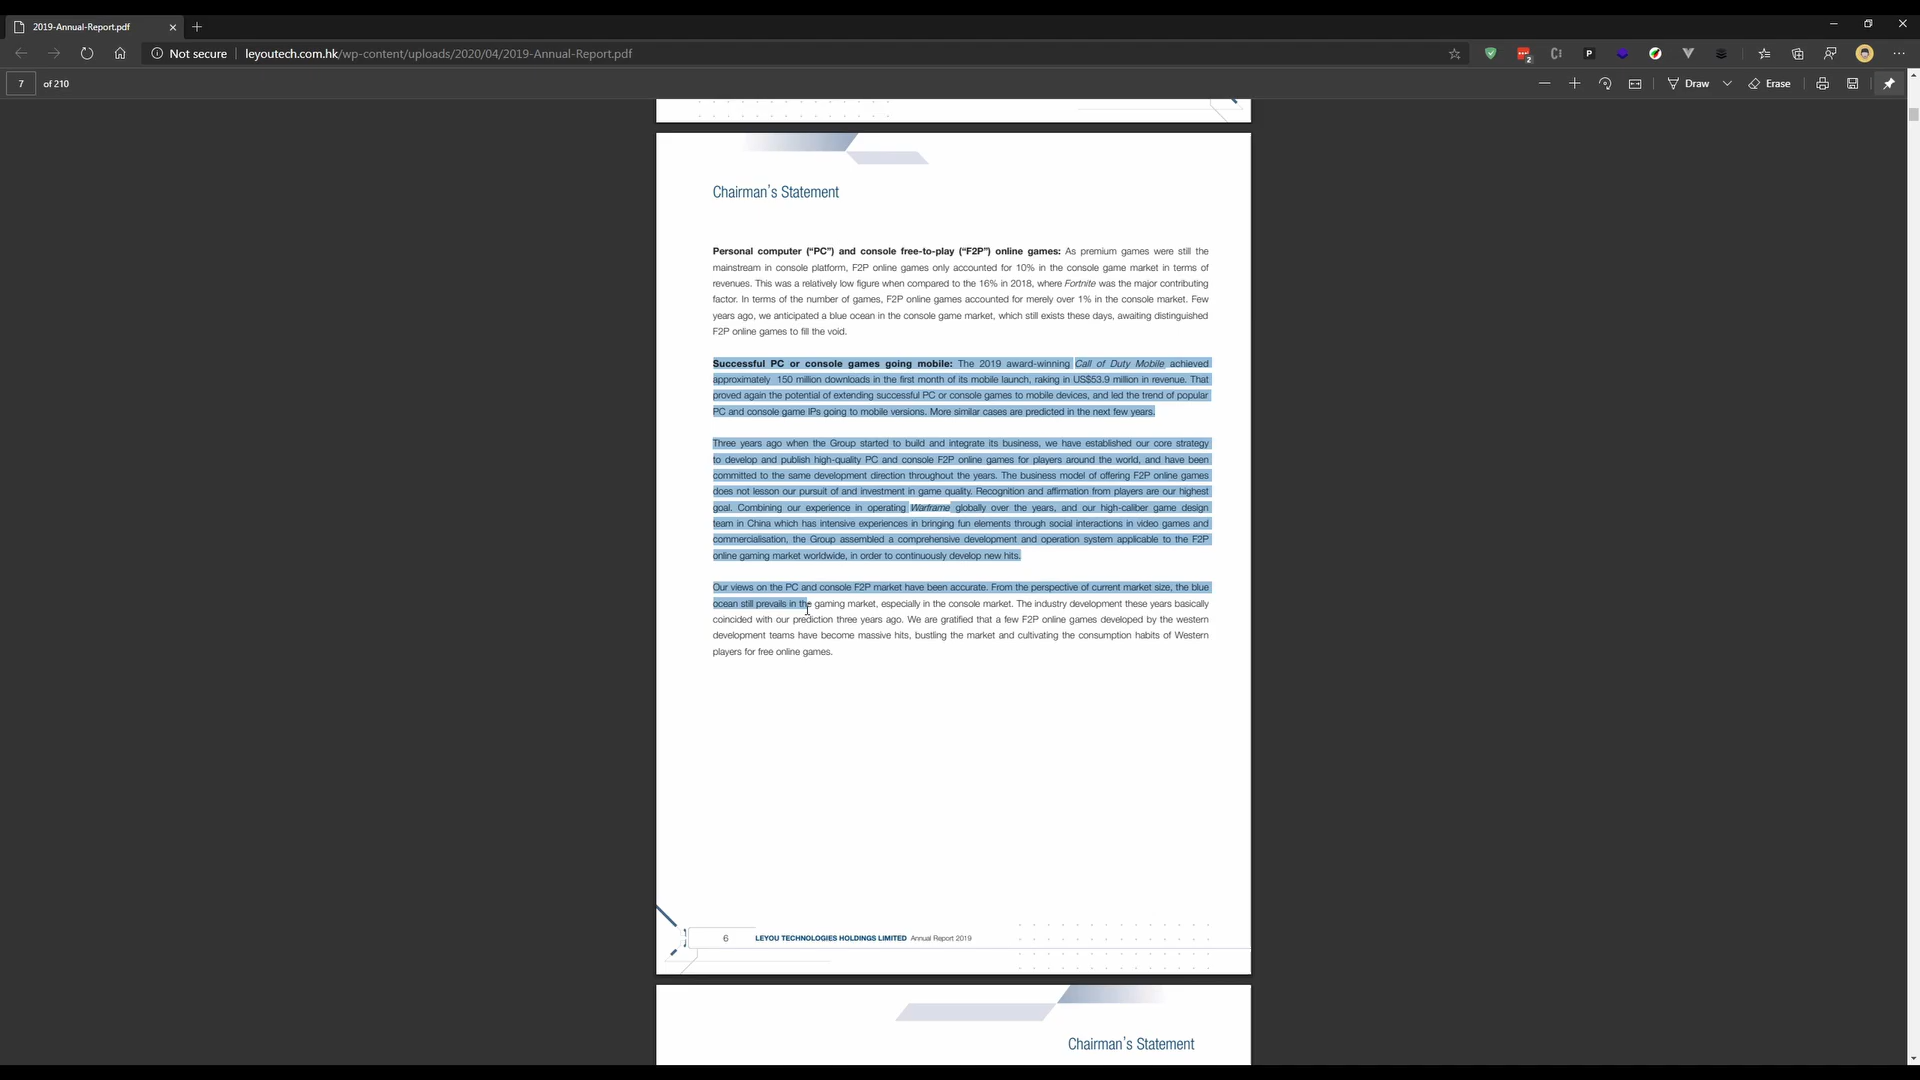 2019-Annual-Report.pdf
Not secure
leyoutech.com.hk/wp-content/uploads/2020/04/2019-Annual-Report.pdf
2
P
7 of 210
Draw
Erase
Chairman's Statement
Personal computer (“PC”) and console free-to-play (“F2P”) online games: As premium games were still the
mainstream in console platform, F2P online games only accounted for 10% in the console game market in terms of
revenues. This was a relatively low figure when compared to the 16% in 2018, where Fortnite was the major contributing
factor. In terms of the number of games, F2P online games accounted for merely over 1% in the console market. Few
years ago, we anticipated a blue ocean in the console game market, which still exists these days, awaiting distinguished
F2P online games to fill the void.
Successful PC or console games going mobile: The 2019 award-winning Call of Duty Mobile achieved
approximately 150 million downloads in the first month of its mobile launch, raking in US$53.9 million in revenue. That
proved again the potential of extending successful PC or console games to mobile devices, and led the trend of popular
PC and console game IPs going to mobile versions. More similar cases are predicted in the next few years.
Three years ago when the Group started to build and integrate its business, we have established our core strategy
to develop and publish high-quality PC and console F2P online games for players around the world, and have been
committed to the same development direction throughout the years. The business model of offering F2P online games
does not lesson our pursuit of and investment in game quality. Recognition and affirmation from players are our highest
goal. Combining our experience in operating Warframe globally over the years, and our high-caliber game design
team in China which has intensive experiences in bringing fun elements through social interactions in video games and
commercialisation, the Group assembled a comprehensive development and operation system applicable to the F2P
online gaming market worldwide, in order to continuously develop new hits.
Our views on the PC and console F2P market have been accurate. From the perspective of current market size, the blue
ocean still prevails in the gaming market, especially in the console market. The industry development these years basically
coincided with our prediction three years ago. We are gratified that a few F2P online games developed by the western
development teams have become massive hits, bustling the market and cultivating the consumption habits of Western
players for free online games.
6 LEYOU TECHNOLOGIES HOLDINGS LIMITED Annual Report 2019
Chairman's Statement